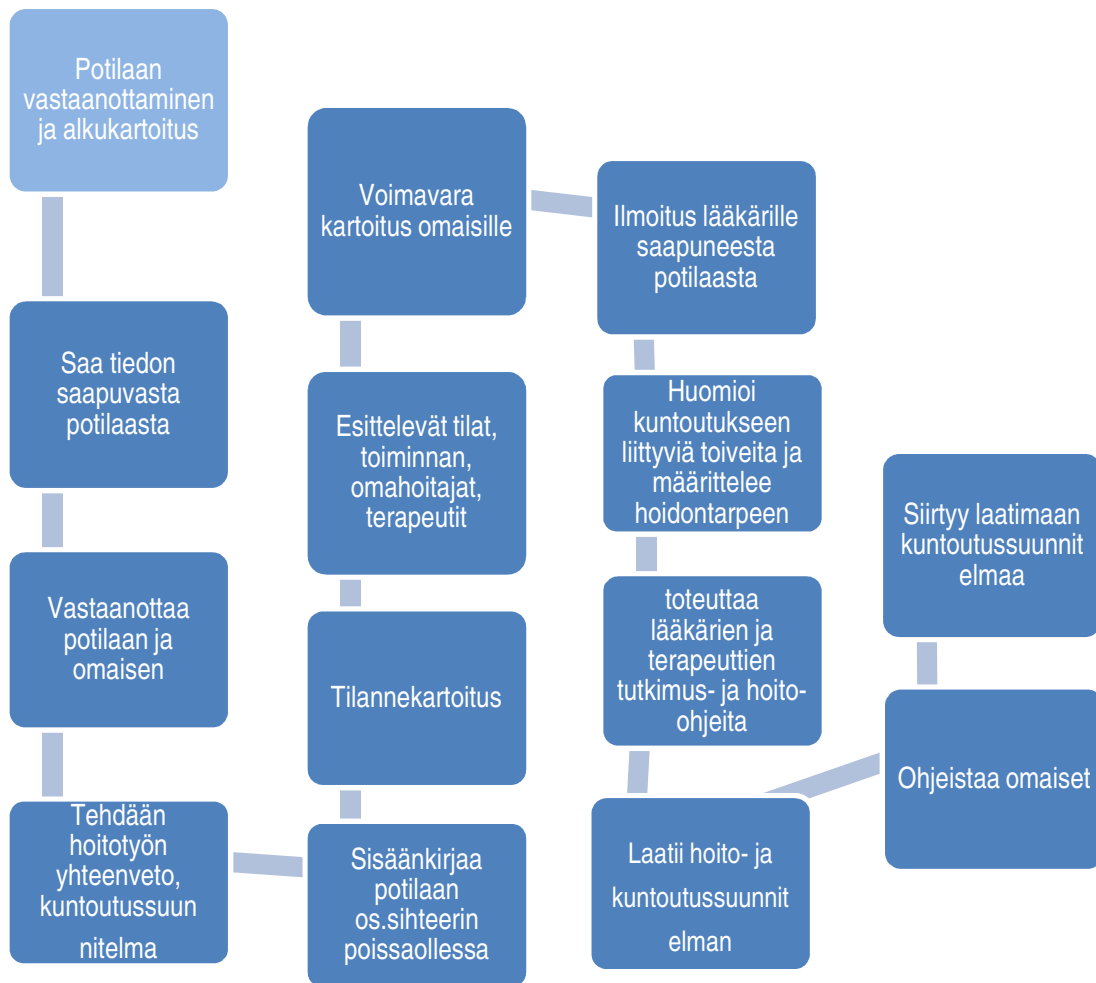 Potilaan
vastaanottaminen
ja alkukartoitus
Saa tiedon
saapuvasta
potilaasta
Vastaanottaa
potilaan ja
omaisen
Tehdään
hoitotyön
yhteenveto,
kuntoutussuun
nitelma
Sisäänkirjaa
potilaan
os.sihteerin
poissaollessa
Tilannekartoitus
Esittelevät tilat,
toiminnan,
omahoitajat,
terapeutit
Voimavara
kartoitus omaisille
Ilmoitus lääkärille
saapuneesta
potilaasta
Huomioi
kuntoutukseen
liittyviä toiveita ja
määrittelee
hoidontarpeen
toteuttaa
lääkärien ja
terapeuttien
tutkimus- ja hoito-
ohjeita
Laatii hoito- ja
kuntoutussuunnit
elman
Ohjeistaa omaiset
Siirtyy laatimaan
kuntoutussuunnit
elmaa